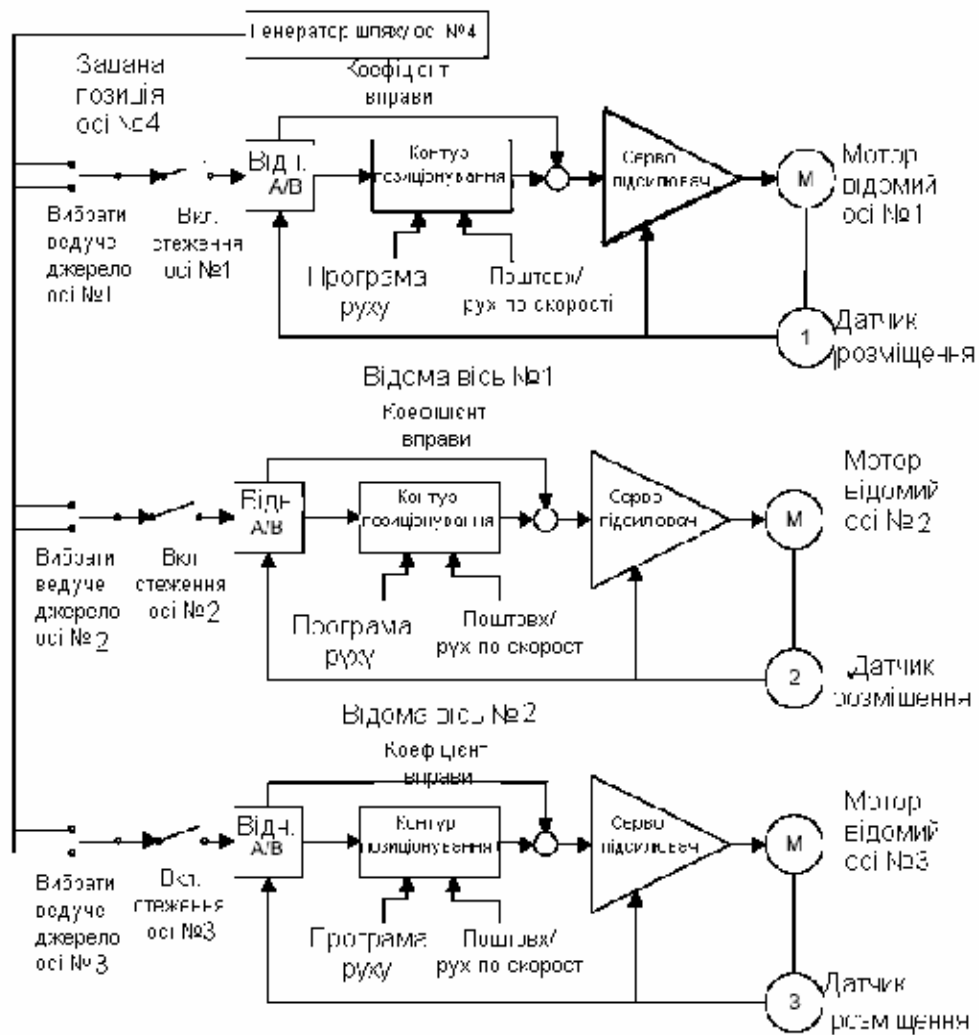 Генератор шляху осі №4
Задана
позиція
осі №4
Коефіцієнт
вправи
Відн.
А/В
Контур
позиціонування
Серво
підсилювач
М
Мотор
відомий
осі №1
Вибрати
ведуче
джерело
осі №1
Вкл.
стеження
осі №1
Програма
руху
Поштовх/
рух по скорості
1
Датчик
розміщення
Відома вісь №1
Коефіцієнт
вправи
Відн.
А/В
Контур
позиціонування
Серво
підсиловач
М
Мотор
відомий
осі №2
Вибрати
ведуче
джерело
осі №2
Вкл
стеження
осі №2
Програма
руху
Поштовх/
рух по скорост
2
Датчик
розміщення
Відома вісь №2
Коефіцієнт
вправи
Відн.
А/В
Контур
позиціонування
Серво
підсиловач
М
Мотор
відомий
осі №3
Вибрати
ведуче
джерело
осі №3
Вкл.
стеження
осі №3
Програма
руху
Поштовх/
рух по скорост
3
Датчик
розміщення